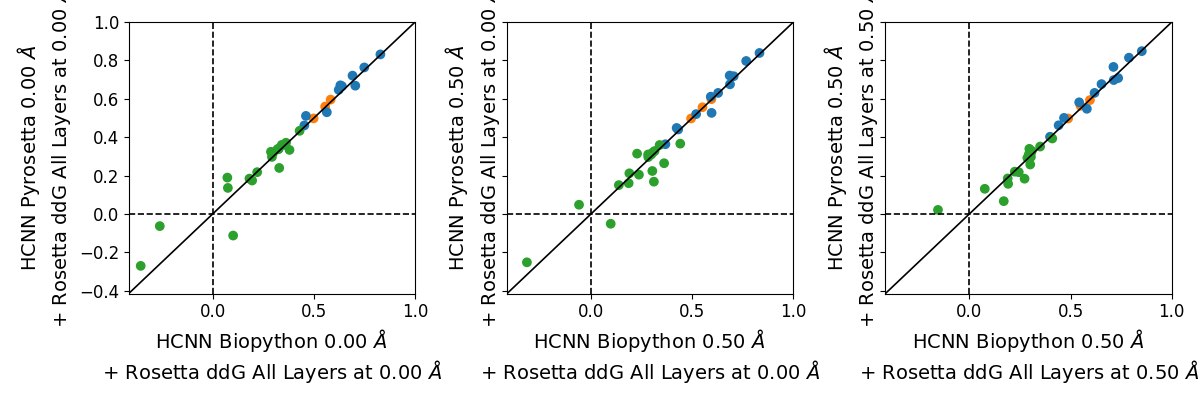 HCNN Pyrosetta 0.00 Å
+ Rosetta ddG All Layers at 0.00 Å
1.0
0.8
0.6
0.4
0.2
0.0
−0.2
−0.4
0.0 0.5 1.0
HCNN Biopython 0.00 Å
+ Rosetta ddG All Layers at 0.00 Å
HCNN Pyrosetta 0.50 Å
+ Rosetta ddG All Layers at 0.00
0.0 0.5 1.0
HCNN Biopython 0.50 Å
+ Rosetta ddG All Layers at 0.00 Å
HCNN Pyrosetta 0.50 Å
+ Rosetta ddG All Layers at 0.50
0.0 0.5 1.0
HCNN Biopython 0.50 Å
+ Rosetta ddG All Layers at 0.50 Å